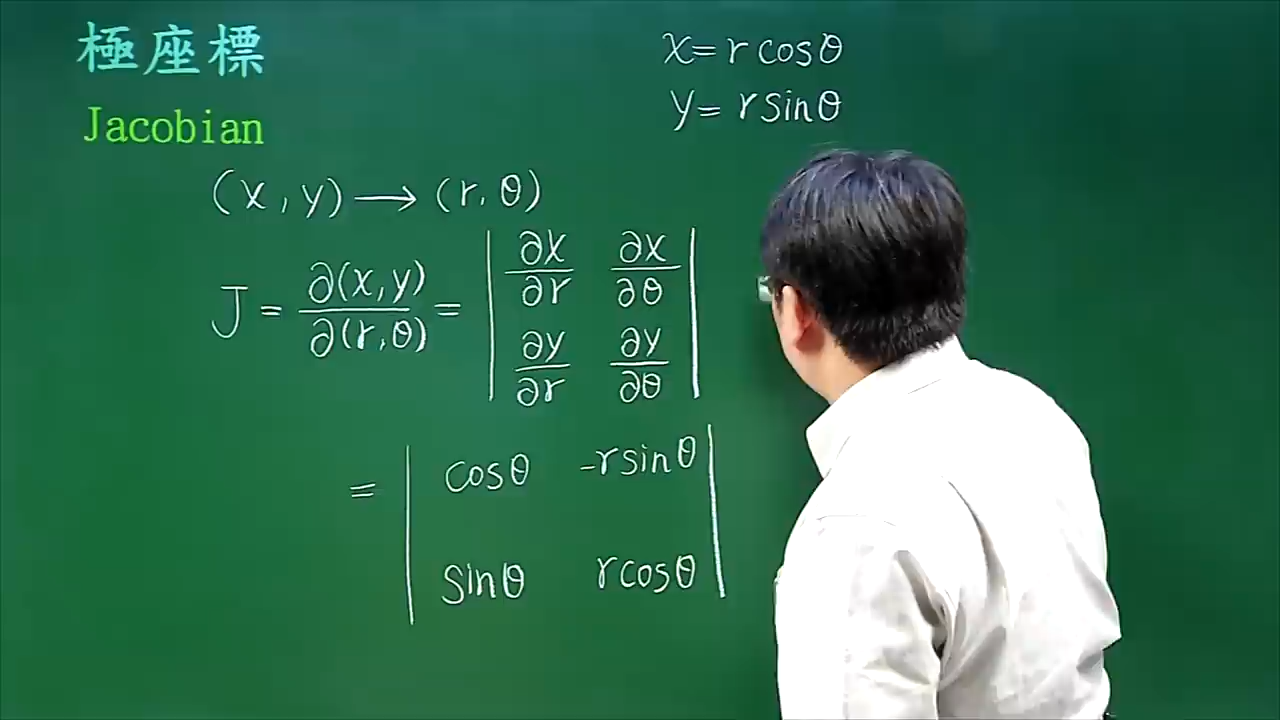 極座標
Jacobian
x = r cosθ
y = r sinθ
(x, y) → (r, θ)
J = ∂(x, y)/∂(r, θ) = | ∂x/∂r ∂x/∂θ |
| ∂y/∂r ∂y/∂θ |
= | cosθ -r sinθ |
| sinθ r cosθ |